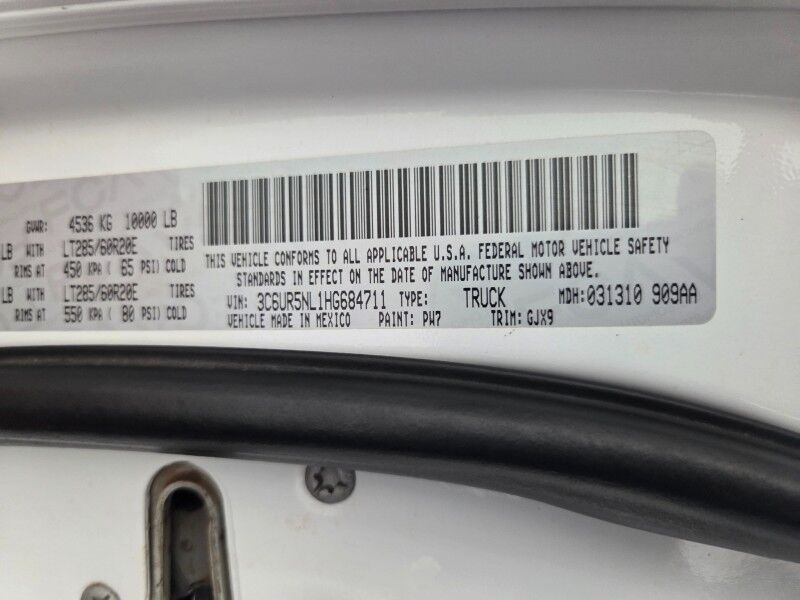 GVWR: 4536 KG 10000 LB
LB WITH LT285/60R20E TIRES
RIMS AT 450 KPA ( 65 PSI) COLD
LB WITH LT285/60R20E TIRES
RIMS AT 550 KPA ( 80 PSI) COLD
THIS VEHICLE CONFORMS TO ALL APPLICABLE U.S.A. FEDERAL MOTOR VEHICLE SAFETY
STANDARDS IN EFFECT ON THE DATE OF MANUFACTURE SHOWN ABOVE.
VIN: 3C6UR5NL1HG684711 TYPE: TRUCK MDH: 031310 909AA
VEHICLE MADE IN MEXICO PAINT: PW7 TRIM: GJX9